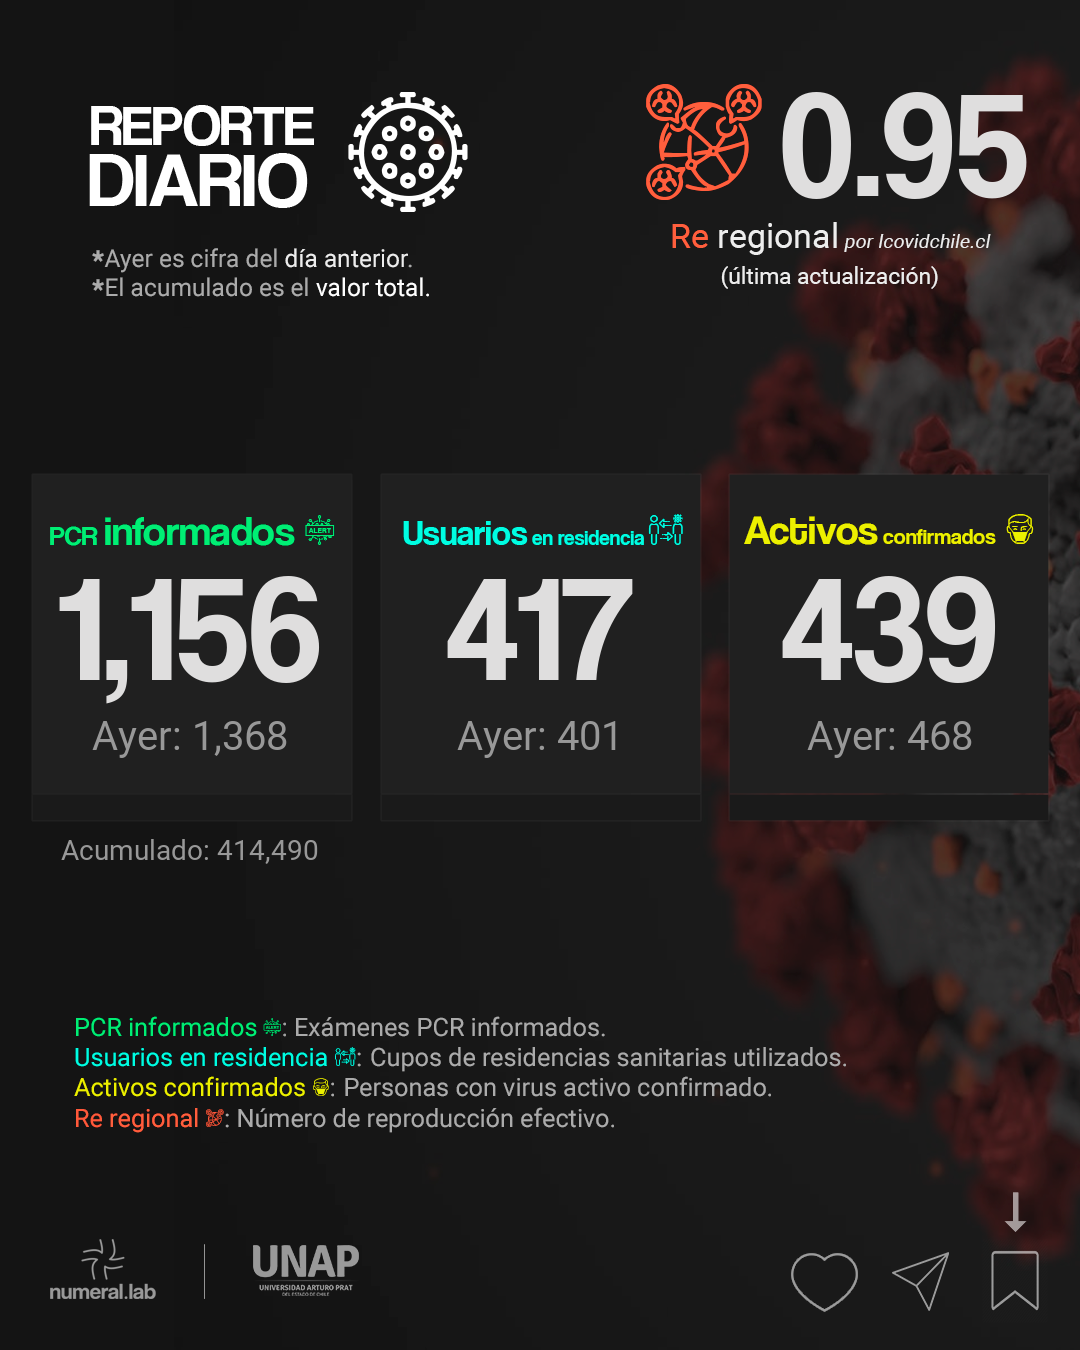 REPORTE
DIARIO
*Ayer es cifra del día anterior.
*El acumulado es el valor total.
0.95
Re regional por Icovidchile.cl
(última actualización)
PCR informados ALERT
1,156
Ayer: 1,368
Acumulado: 414,490
Usuarios en residencia
417
Ayer: 401
Activos confirmados
439
Ayer: 468
PCR informados ALERT: Exámenes PCR informados.
Usuarios en residencia : Cupos de residencias sanitarias utilizados.
Activos confirmados : Personas con virus activo confirmado.
Re regional : Número de reproducción efectivo.
numeral.lab
UNAP
UNIVERSIDAD ARTURO PRAT
DEL ESTADO DE CHILE